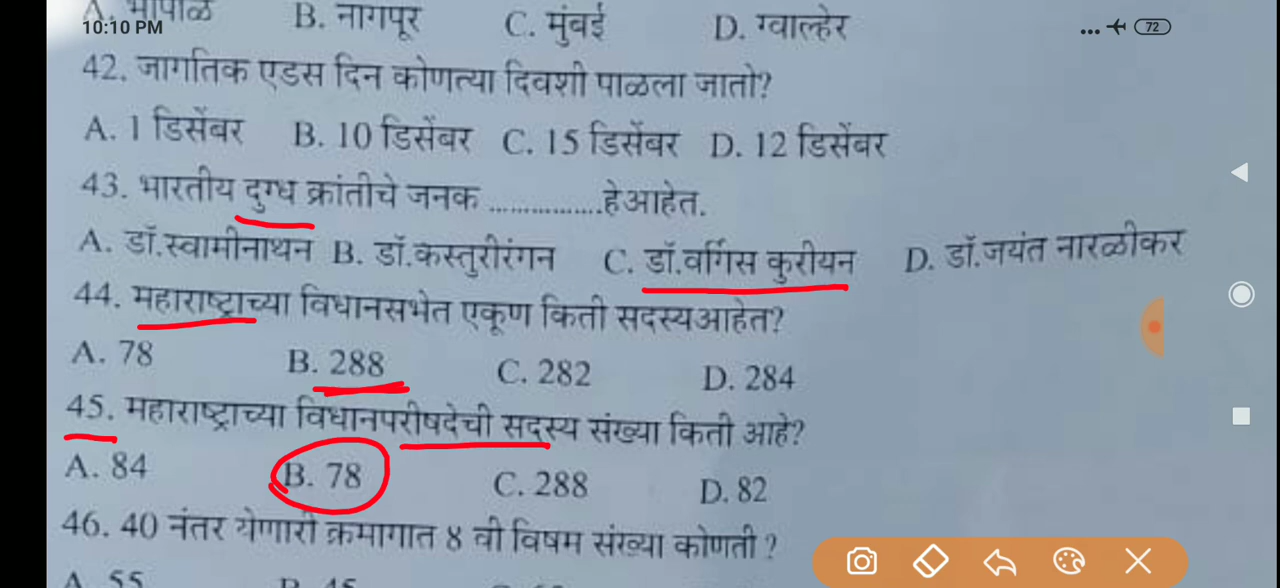 A. भोपाळ B. नागपूर C. मुंबई D. ग्वाल्हेर
10:10 PM 72
42. जागतिक एडस दिन कोणत्या दिवशी पाळला जातो?
A. 1 डिसेंबर B. 10 डिसेंबर C. 15 डिसेंबर D. 12 डिसेंबर
43. भारतीय दुग्ध क्रांतीचे जनक ................हेआहेत.
A. डॉ.स्वामीनाथन B. डॉ.कस्तुरीरंगन C. डॉ.वर्गिस कुरीयन D. डॉ.जयंत नारळीकर
44. महाराष्ट्राच्या विधानसभेत एकूण किती सदस्यआहेत?
A. 78 B. 288 C. 282 D. 284
45. महाराष्ट्राच्या विधानपरीषदेची सदस्य संख्या किती आहे?
A. 84 B. 78 C. 288 D. 82
46. 40 नंतर येणारी क्रमागात 8 वी विषम संख्या कोणती ?
A. 55 B. 45